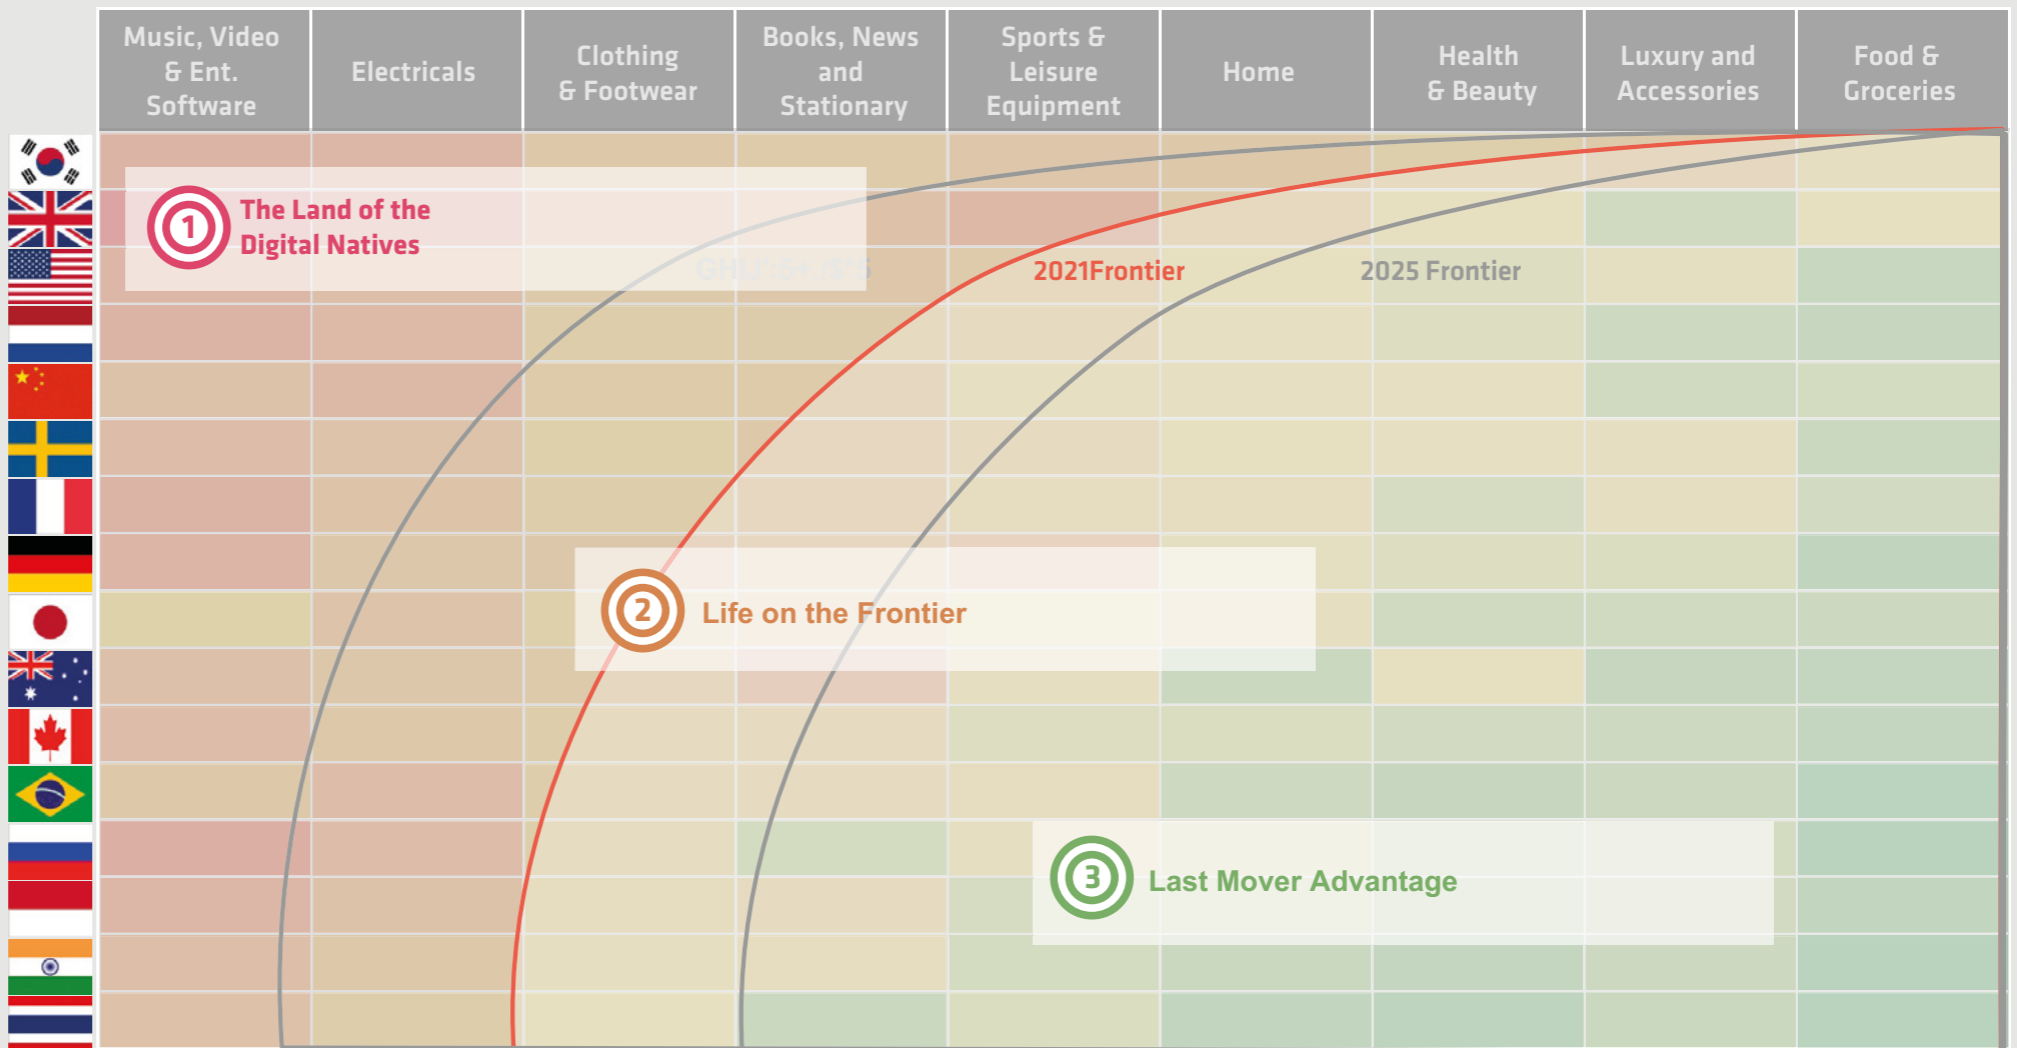 Music, Video
& Ent.
Software
Electricals
Clothing
& Footwear
Books, News
and
Stationary
Sports &
Leisure
Equipment
Home
Health
& Beauty
Luxury and
Accessories
Food &
Groceries
1
The Land of the
Digital Natives
2021Frontier
2025 Frontier
2
Life on the Frontier
3
Last Mover Advantage